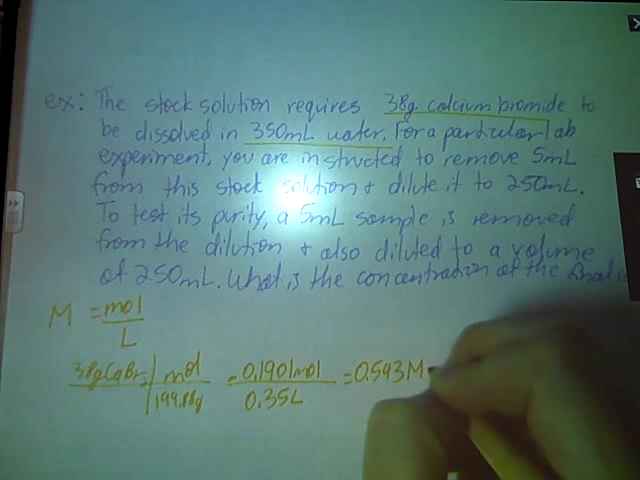 ex: The stock solution requires 38g calcium bromide to
be dissolved in 350mL water. For a particular lab
experiment, you are instructed to remove 5mL
from this stock solution + dilute it to 250mL.
To test its purity, a 5mL sample is removed
from the dilution + also diluted to a volume
of 250mL. What is the concentration of the final
M = mol/L
38g CaBr2 | mol / 199.88g = 0.1901mol / 0.35L = 0.543M